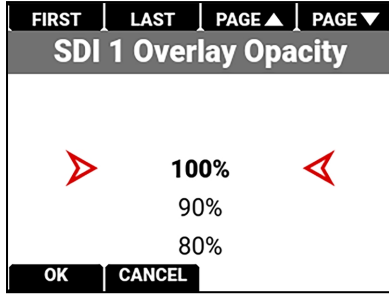 FIRST LAST PAGE▲ PAGE▼
SDI 1 Overlay Opacity
100%
90%
80%
OK CANCEL